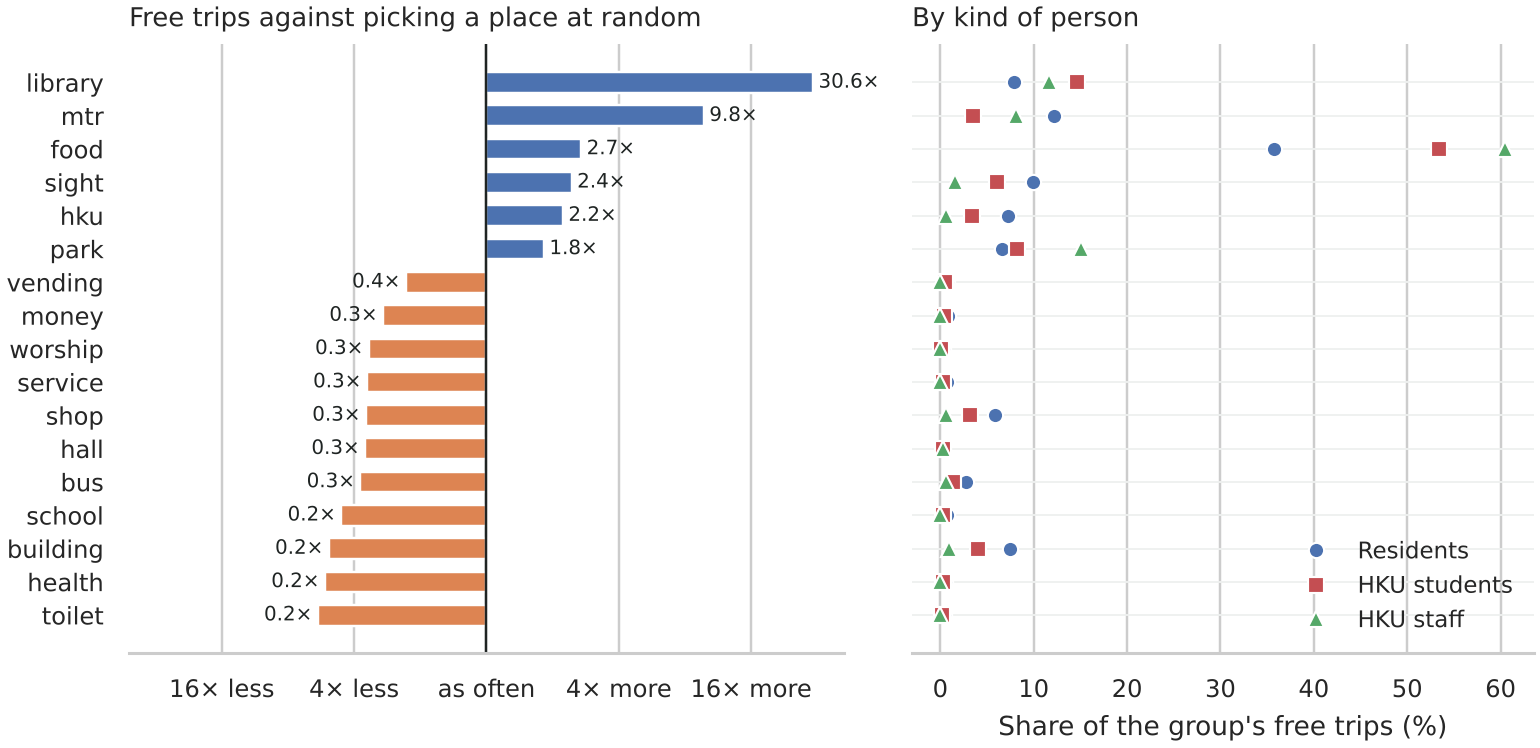 Free trips against picking a place at random
library
30.6×
mtr
9.8×
food
2.7×
sight
2.4×
hku
2.2×
park
1.8×
vending
0.4×
money
0.3×
worship
0.3×
service
0.3×
shop
0.3×
hall
0.3×
bus
0.3×
school
0.2×
building
0.2×
health
0.2×
toilet
0.2×
16× less
4× less
as often
4× more
16× more
By kind of person
Residents
HKU students
HKU staff
0 10 20 30 40 50 60
Share of the group's free trips (%)